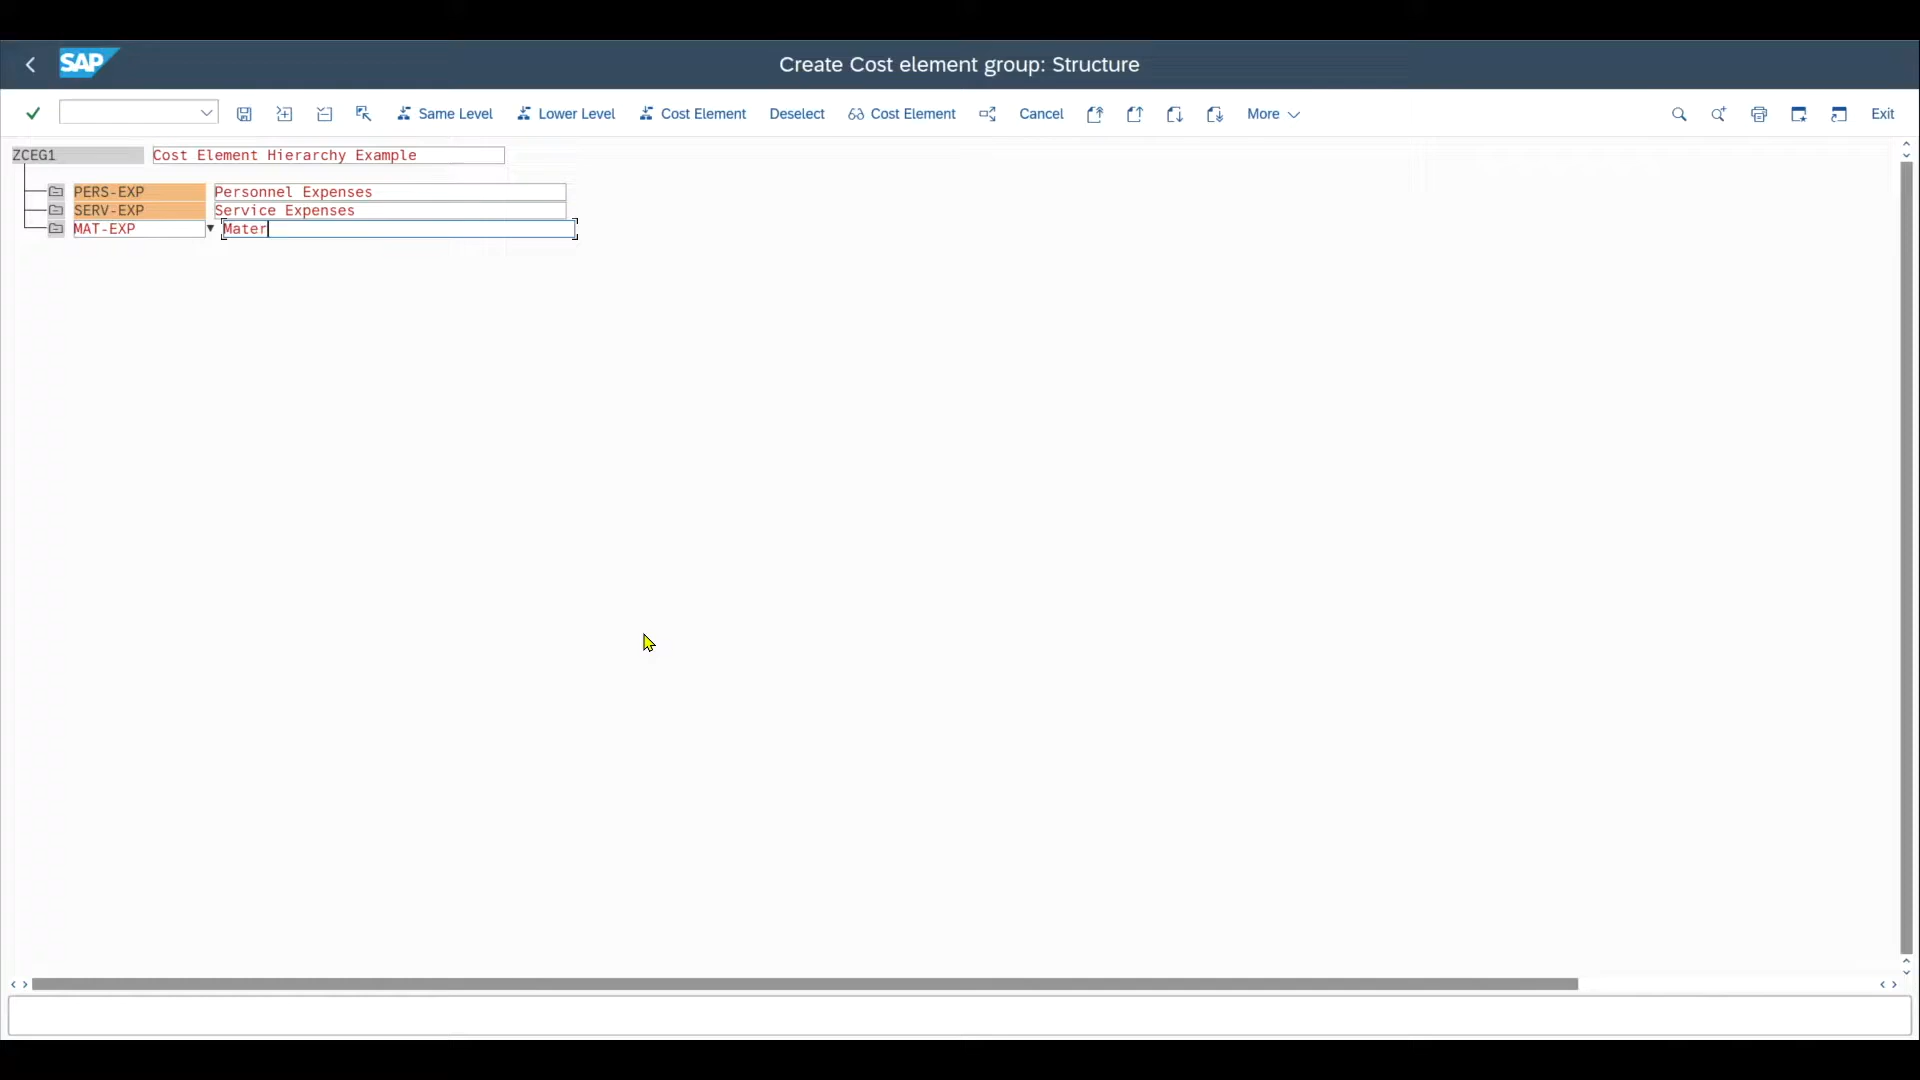 SAP
Create Cost element group: Structure
Same Level Lower Level Cost Element Deselect Cost Element Cancel More Exit
ZCEG1 Cost Element Hierarchy Example
PERS-EXP Personnel Expenses
SERV-EXP Service Expenses
MAT-EXP Mater